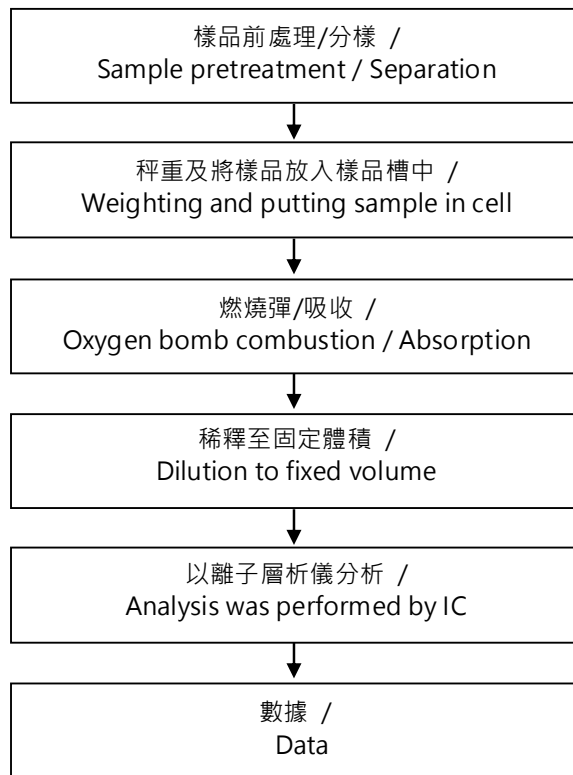 樣品前處理/分樣 /
Sample pretreatment / Separation
秤重及將樣品放入樣品槽中 /
Weighting and putting sample in cell
燃燒彈/吸收 /
Oxygen bomb combustion / Absorption
稀釋至固定體積 /
Dilution to fixed volume
以離子層析儀分析 /
Analysis was performed by IC
數據 /
Data